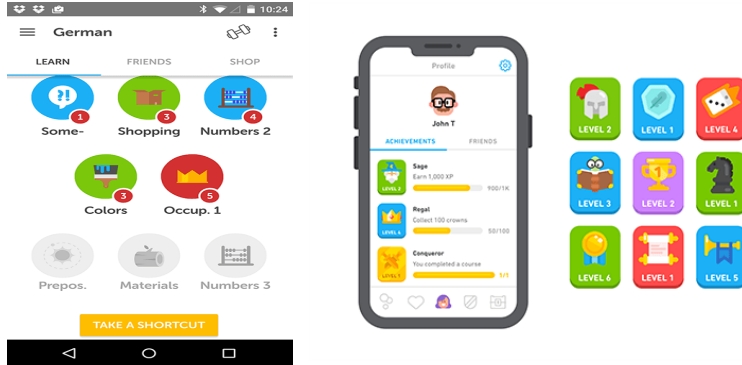 10:24
German
LEARN FRIENDS SHOP
1 3 4
Some- Shopping Numbers 2
3 5
Colors Occup. 1
Prepos. Materials Numbers 3
TAKE A SHORTCUT
Profile
John T
ACHIEVEMENTS FRIENDS
Sage
Earn 1,000 XP
LEVEL 2 900/1K
Regal
Collect 100 crowns
LEVEL 4 50/100
Conqueror
You completed a course
LEVEL 1 1/1
LEVEL 2 LEVEL 1 LEVEL 4
1
LEVEL 3 LEVEL 2 LEVEL 1
LEVEL 6 LEVEL 1 LEVEL 5